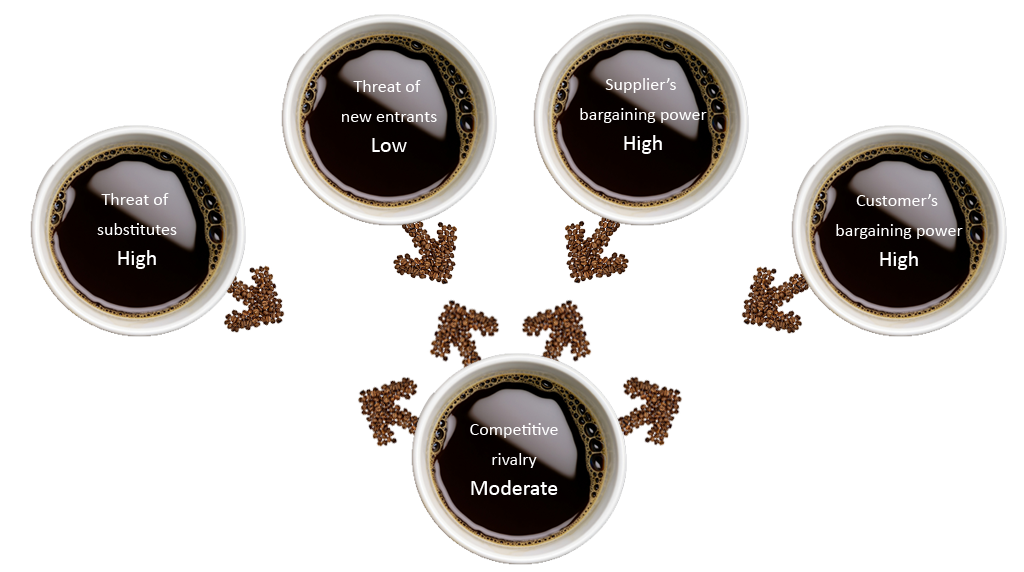 Threat of
new entrants
Low
Supplier’s
bargaining power
High
Threat of
substitutes
High
Customer’s
bargaining power
High
Competitive
rivalry
Moderate